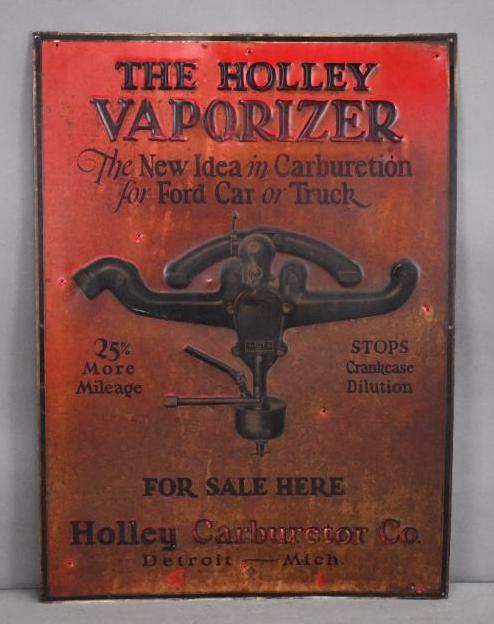 THE HOLLEY
VAPORIZER
The New Idea in Carburetion
for Ford Car or Truck
25%
More
Mileage
STOPS
Crankcase
Dilution
FOR SALE HERE
Holley Carburetor Co.
Detroit — Mich.